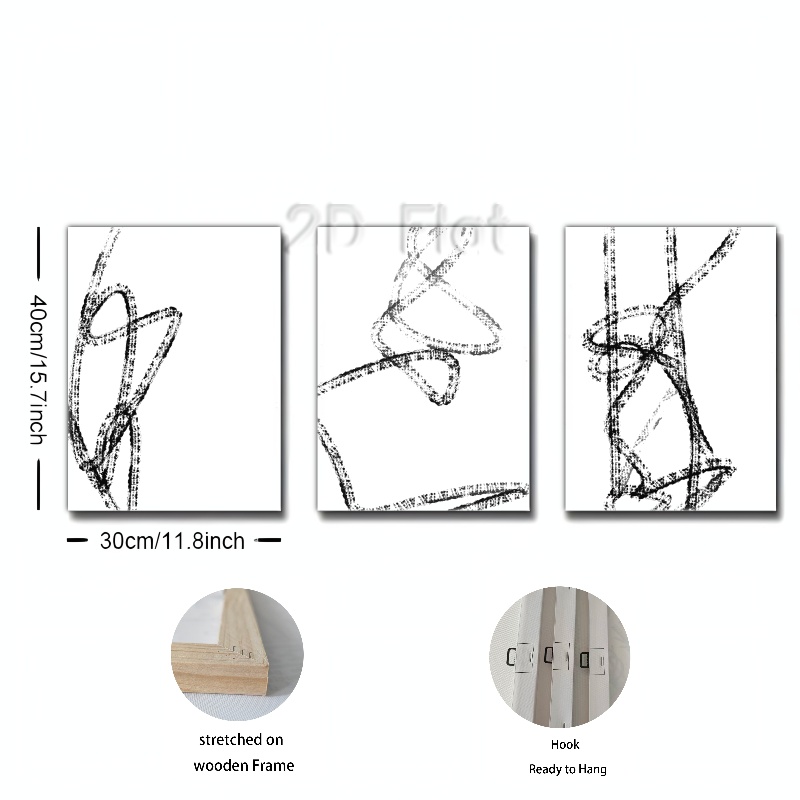 2D Flat
40cm/15.7inch
30cm/11.8inch
stretched on
wooden Frame
Hook
Ready to Hang